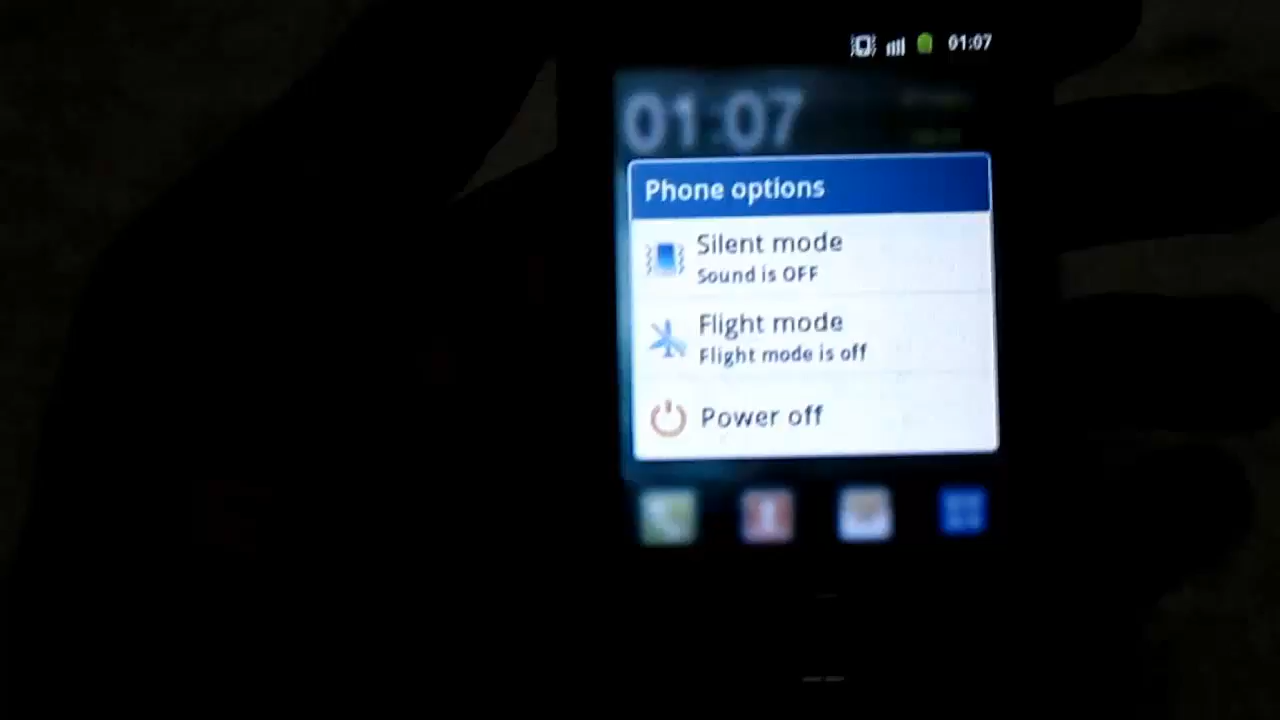 01:07
01:07
Phone options
Silent mode
Sound is OFF
Flight mode
Flight mode is off
Power off